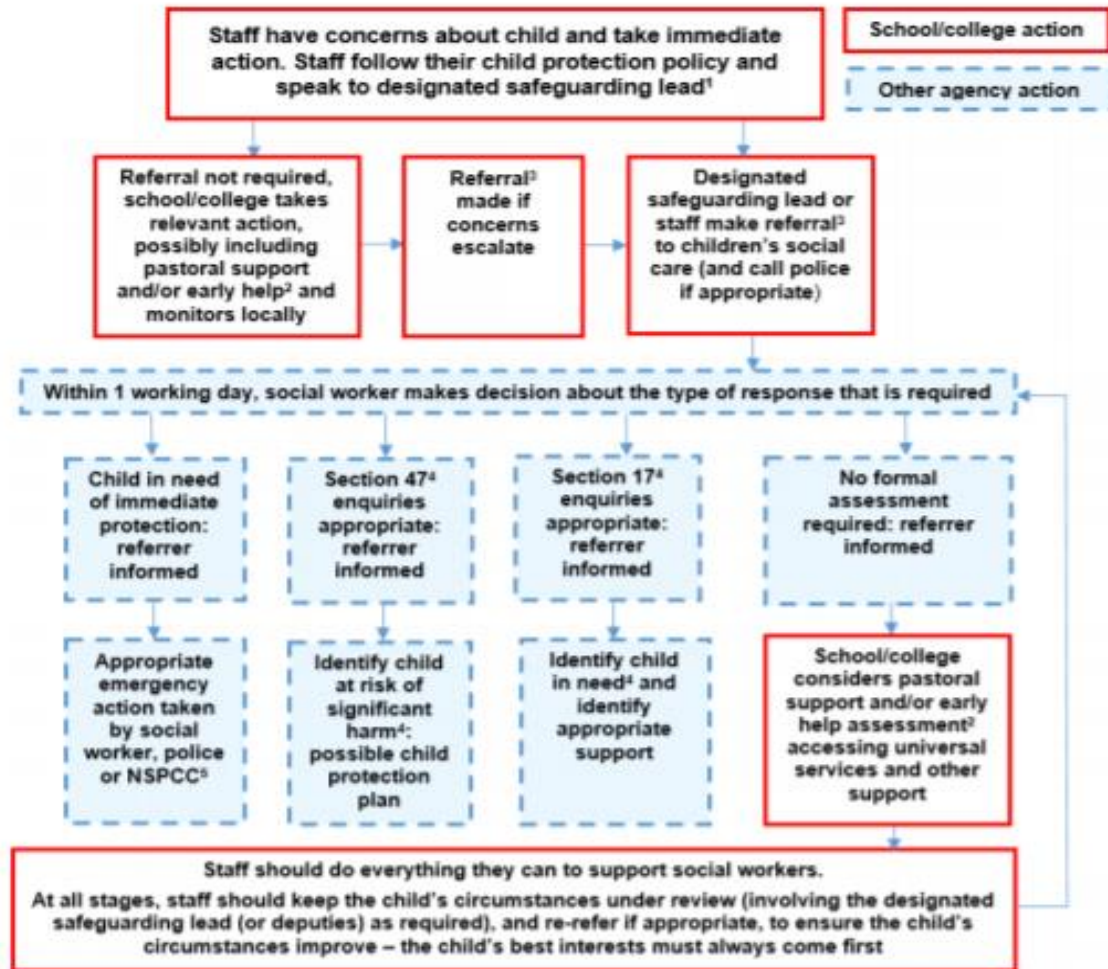 Staff have concerns about child and take immediate
action. Staff follow their child protection policy and
speak to designated safeguarding lead¹
School/college action
Other agency action
Referral not required,
school/college takes
relevant action,
possibly including
pastoral support
and/or early help² and
monitors locally
Referral³
made if
concerns
escalate
Designated
safeguarding lead or
staff make referral³
to children's social
care (and call police
if appropriate)
Within 1 working day, social worker makes decision about the type of response that is required
Child in need
of immediate
protection:
referrer
informed
Section 47⁴
enquiries
appropriate:
referrer
informed
Section 17⁴
enquiries
appropriate:
referrer
informed
No formal
assessment
required: referrer
informed
Appropriate
emergency
action taken
by social
worker, police
or NSPCC⁵
Identify child
at risk of
significant
harm⁴:
possible child
protection
plan
Identify child
in need⁴ and
identify
appropriate
support
School/college
considers pastoral
support and/or early
help assessment²
accessing universal
services and other
support
Staff should do everything they can to support social workers.
At all stages, staff should keep the child's circumstances under review (involving the designated
safeguarding lead (or deputies) as required), and re-refer if appropriate, to ensure the child's
circumstances improve – the child's best interests must always come first